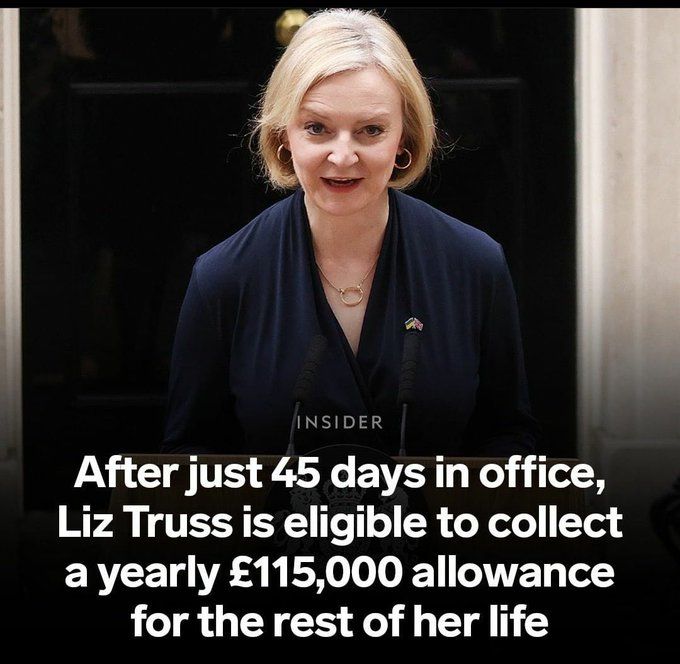 INSIDER
After just 45 days in office,
Liz Truss is eligible to collect
a yearly £115,000 allowance
for the rest of her life